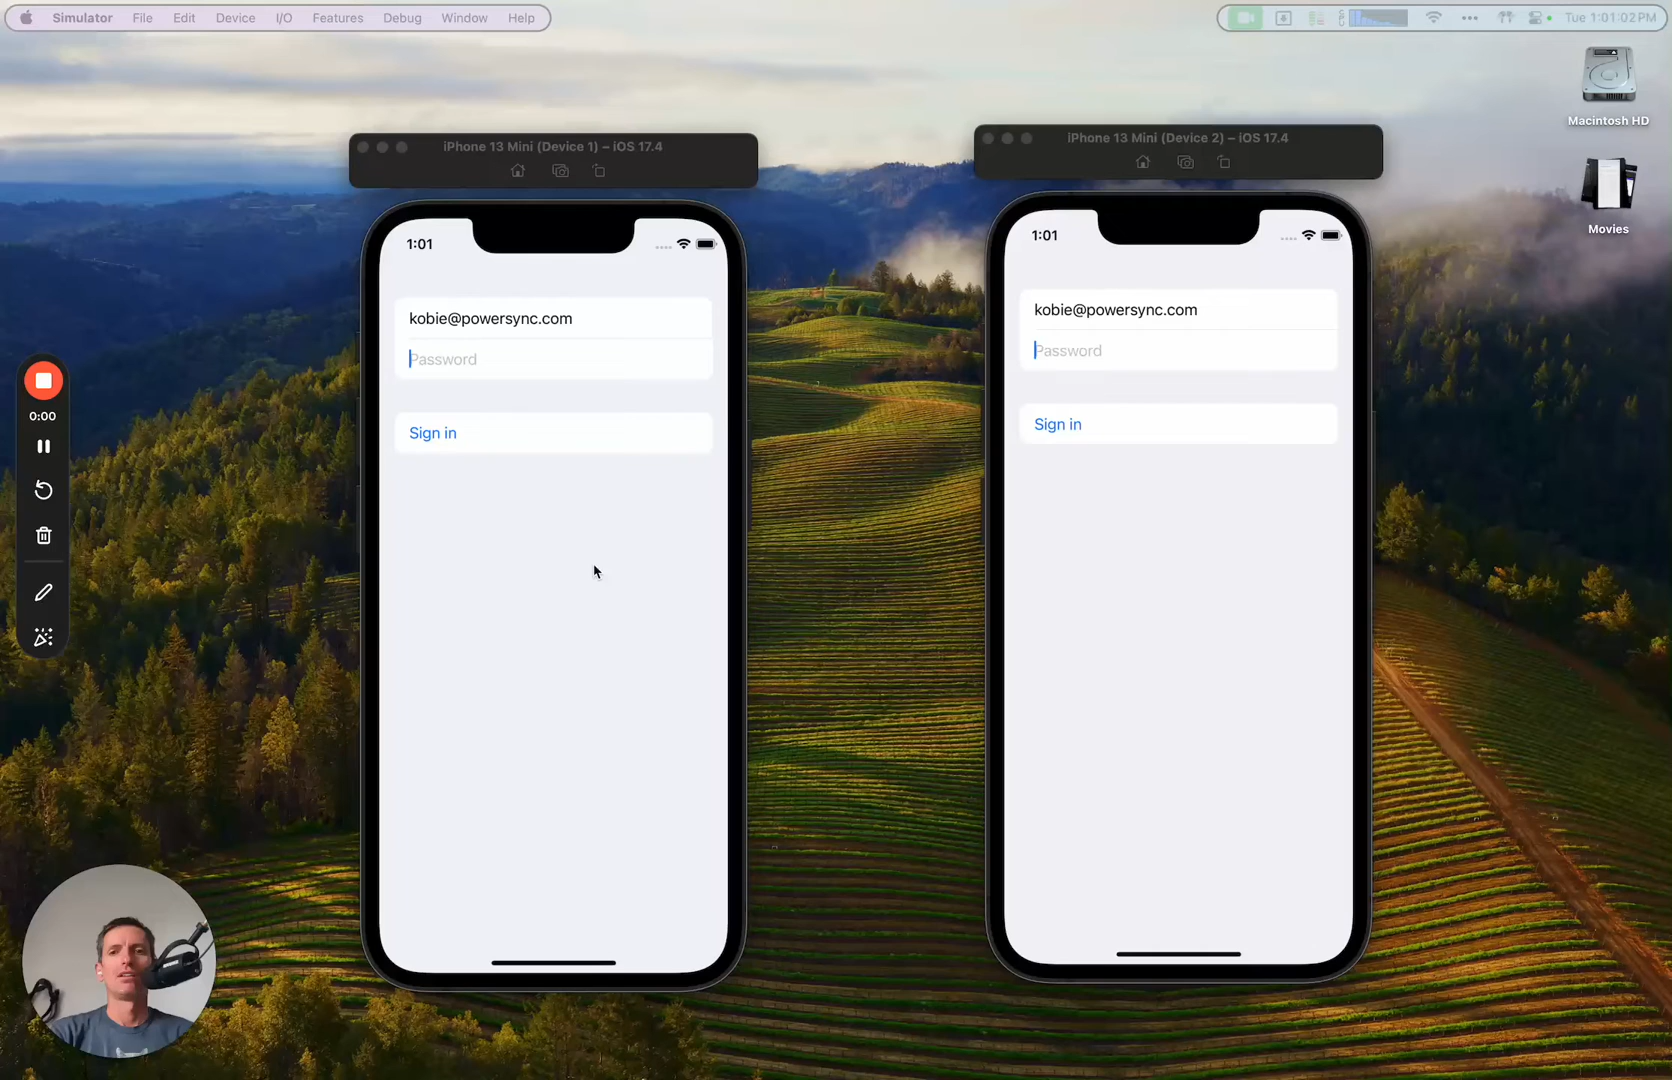 Simulator File Edit Device I/O Features Debug Window Help
Tue 1:01:02 PM
Macintosh HD
Movies
iPhone 13 Mini (Device 1) – iOS 17.4
1:01
kobie@powersync.com
Password
Sign in
iPhone 13 Mini (Device 2) – iOS 17.4
1:01
kobie@powersync.com
Password
Sign in
0:00